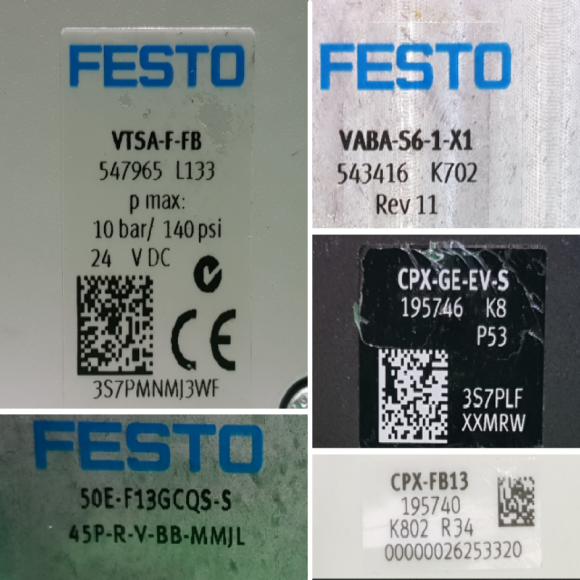 FESTO
VTSA-F-FB
547965 L133
p max:
10 bar/ 140 psi
24 V DC
CE
3S7PMNMJ3WF
FESTO
VABA-S6-1-X1
543416 K702
Rev 11
CPX-GE-EV-S
195746 K8
P53
3S7PLF
XXMRW
FESTO
50E-F13GCQS-S
45P-R-V-BB-MMJL
CPX-FB13
195740
K802 R34
00000026253320